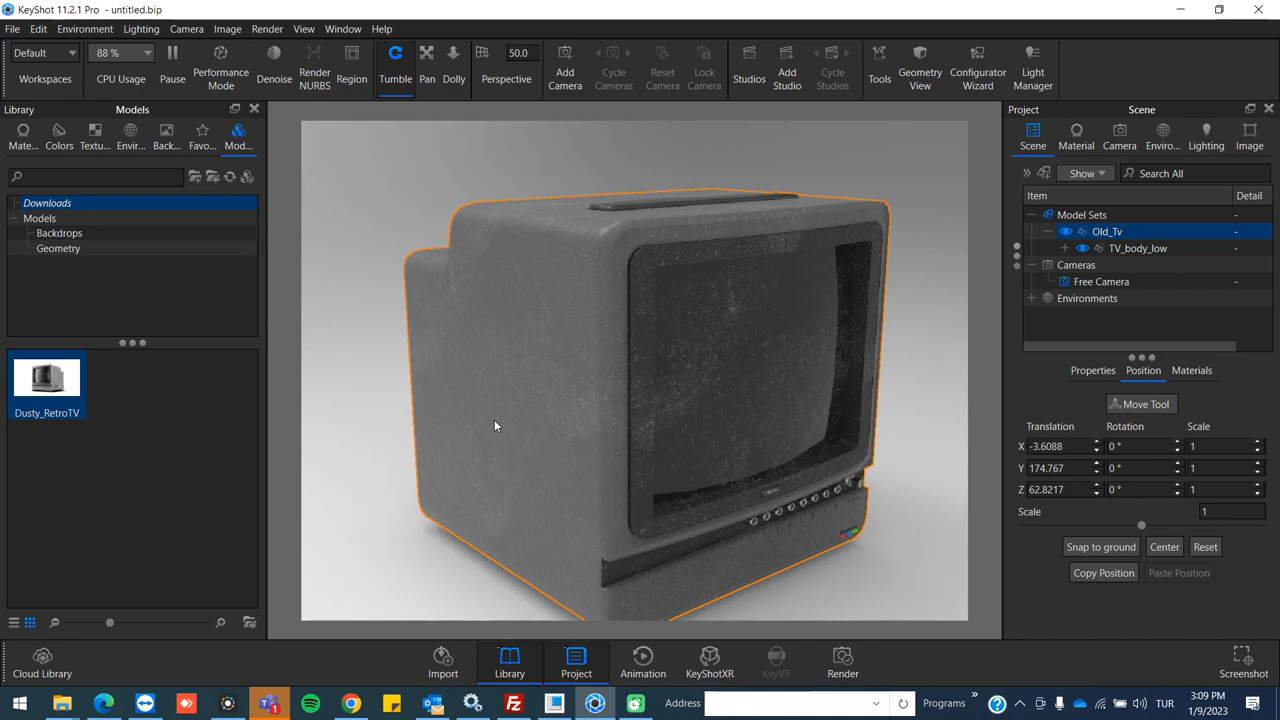 KeyShot 11.2.1 Pro - untitled.bip
File Edit Environment Lighting Camera Image Render View Window Help
Default 88 % 50.0
Workspaces CPU Usage Pause Performance Mode Denoise Render NURBS Region Tumble Pan Dolly Perspective Add Camera Cycle Cameras Reset Camera Lock Camera Studios Add Studio Cycle Studios Tools Geometry View Configurator Wizard Light Manager
Library Models
Mate... Colors Textu... Envir... Back... Favo... Mod...
Downloads
Models
Backdrops
Geometry
Dusty_RetroTV
Project Scene
Scene Material Camera Enviro... Lighting Image
Show Search All
Item Detail
Model Sets -
Old_Tv -
TV_body_low -
Cameras -
Free Camera -
Environments -
Properties Position Materials
Move Tool
Translation Rotation Scale
X -3.6088 0 ° 1
Y 174.767 0 ° 1
Z 62.8217 0 ° 1
Scale 1
Snap to ground Center Reset
Copy Position Paste Position
Cloud Library Import Library Project Animation KeyShotXR KeyVR Render Screenshot
Address Programs » TUR 3:09 PM
1/9/2023